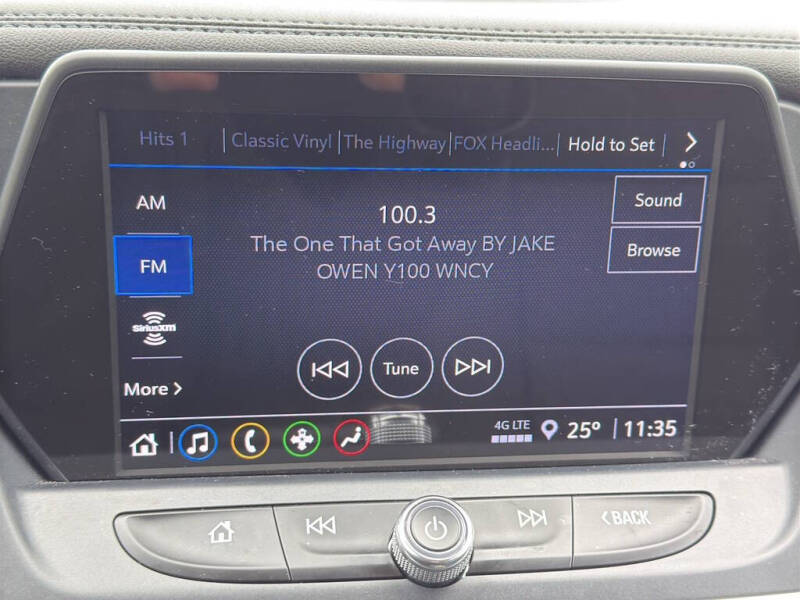 Hits 1 Classic Vinyl The Highway FOX Headli... Hold to Set
AM
100.3
Sound
The One That Got Away BY JAKE
OWEN Y100 WNCY
Browse
FM
SiriusXM
Tune
More
4G LTE
25° 11:35
BACK